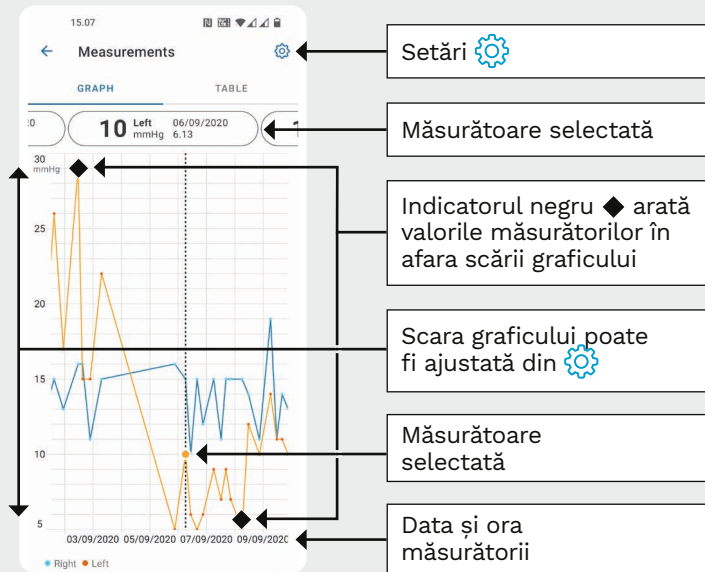 15.07
Measurements
Setări
GRAPH TABLE
10 Left 06/09/2020
mmHg 6.13
Măsurătoare selectată
30
mmHg
25
20
15
10
5
Indicatorul negru ◆ arată
valorile măsurătorilor în
afara scării graficului
Scara graficului poate
fi ajustată din
Măsurătoare
selectată
03/09/2020 05/09/2020 07/09/2020 09/09/2020
Data și ora
măsurătorii
Right Left